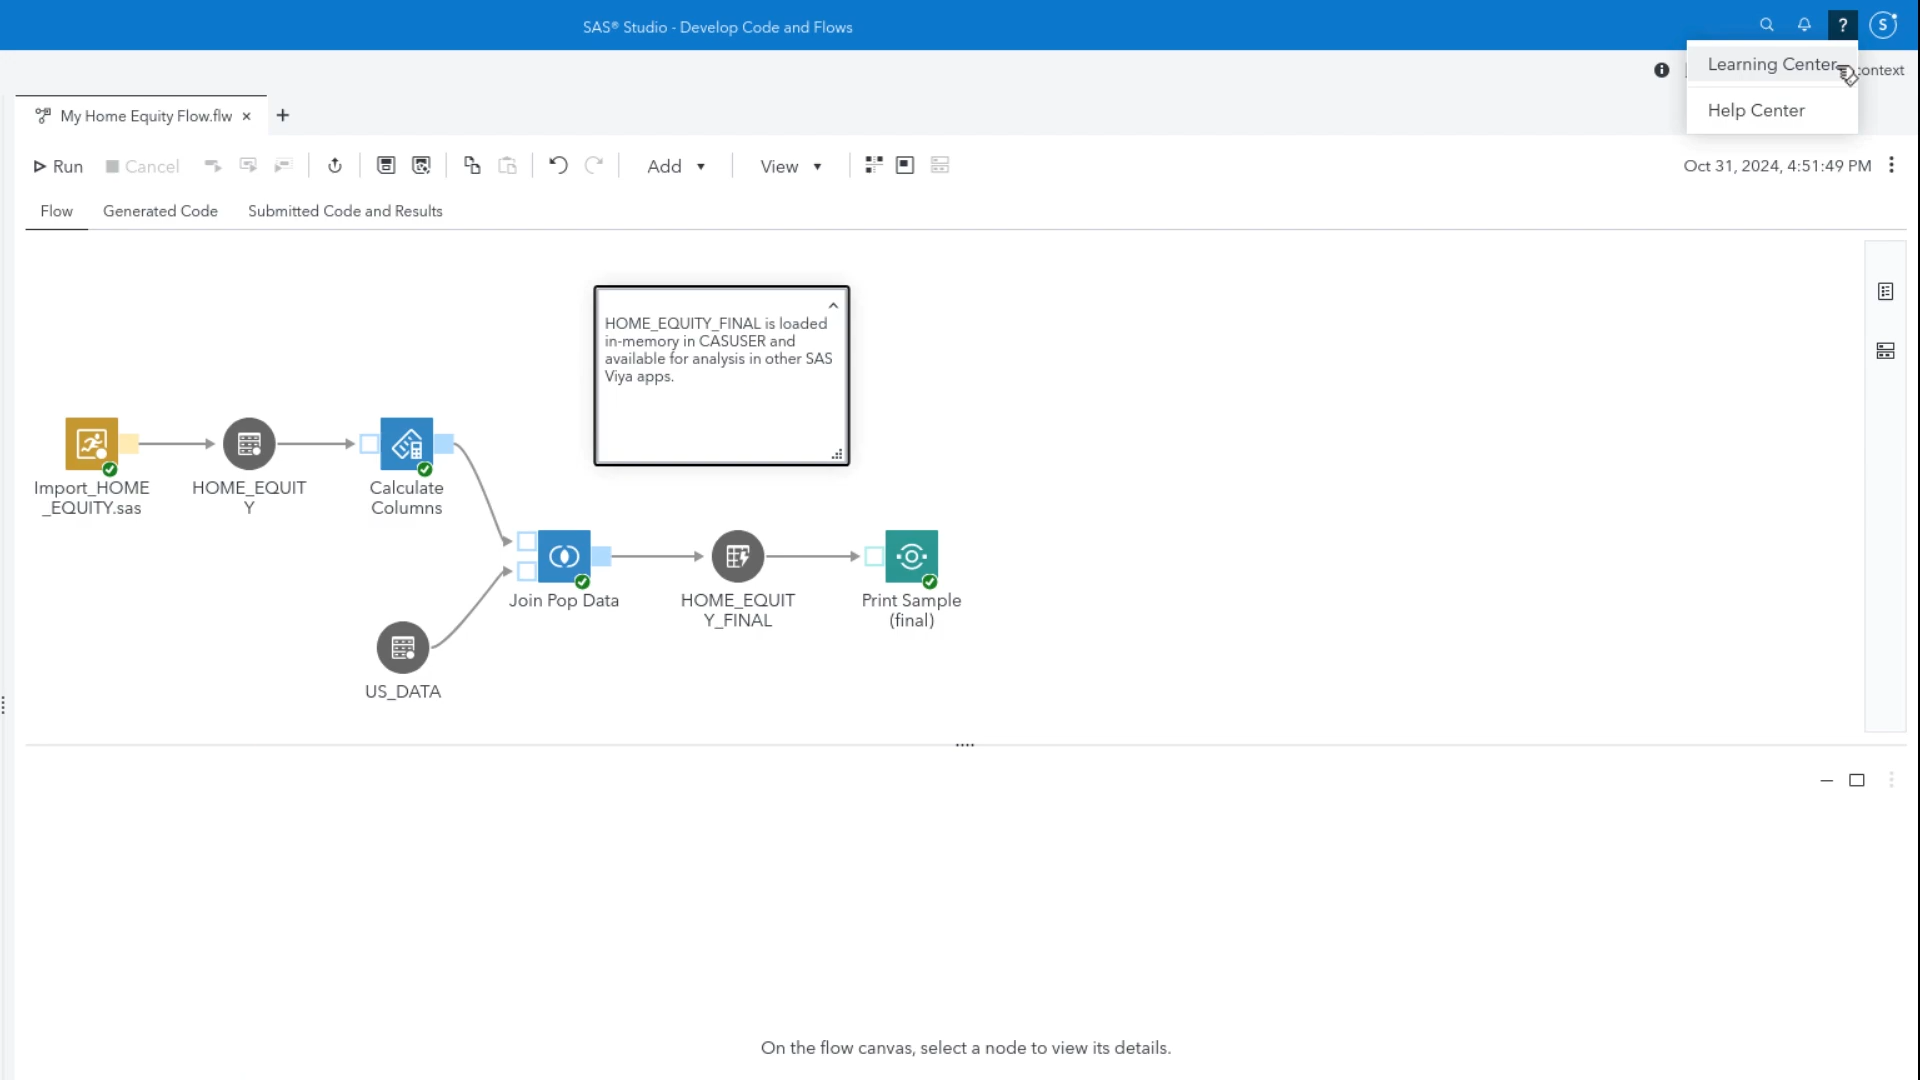 SAS® Studio - Develop Code and Flows
?
S
Learning Center
context
Help Center
My Home Equity Flow.flw
Run
Cancel
Add
View
Oct 31, 2024, 4:51:49 PM
Flow
Generated Code
Submitted Code and Results
HOME_EQUITY_FINAL is loaded
in-memory in CASUSER and
available for analysis in other SAS
Viya apps.
Import_HOME
_EQUITY.sas
HOME_EQUIT
Y
Calculate
Columns
Join Pop Data
HOME_EQUIT
Y_FINAL
Print Sample
(final)
US_DATA
On the flow canvas, select a node to view its details.